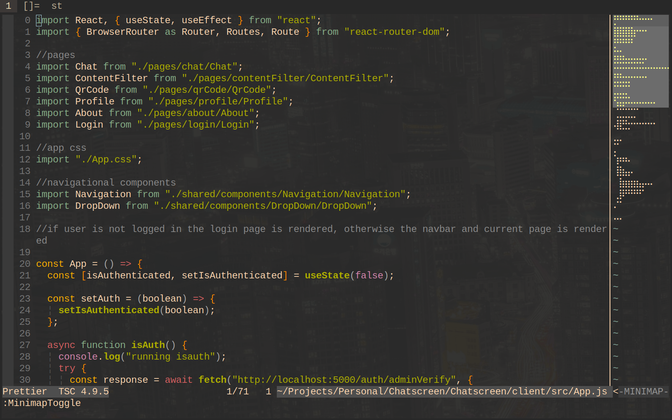 1 []= st
0 import React, { useState, useEffect } from "react";
1 import { BrowserRouter as Router, Routes, Route } from "react-router-dom";
2
3 //pages
4 import Chat from "./pages/chat/Chat";
5 import ContentFilter from "./pages/contentFilter/ContentFilter";
6 import QrCode from "./pages/qrCode/QrCode";
7 import Profile from "./pages/profile/Profile";
8 import About from "./pages/about/About";
9 import Login from "./pages/login/Login";
10
11 //app css
12 import "./App.css";
13
14 //navigational components
15 import Navigation from "./shared/components/Navigation/Navigation";
16 import DropDown from "./shared/components/DropDown/DropDown";
17
18 //if user is not logged in the login page is rendered, otherwise the navbar and current page is render
ed
19
20 const App = () => {
21 const [isAuthenticated, setIsAuthenticated] = useState(false);
22
23 const setAuth = (boolean) => {
24 setIsAuthenticated(boolean);
25 };
26
27 async function isAuth() {
28 console.log("running isauth");
29 try {
30 const response = await fetch("http://localhost:5000/auth/adminVerify", {
Prettier TSC 4.9.5 1/71 1 ~/Projects/Personal/Chatscreen/Chatscreen/client/src/App.js <-MINIMAP-
:MinimapToggle